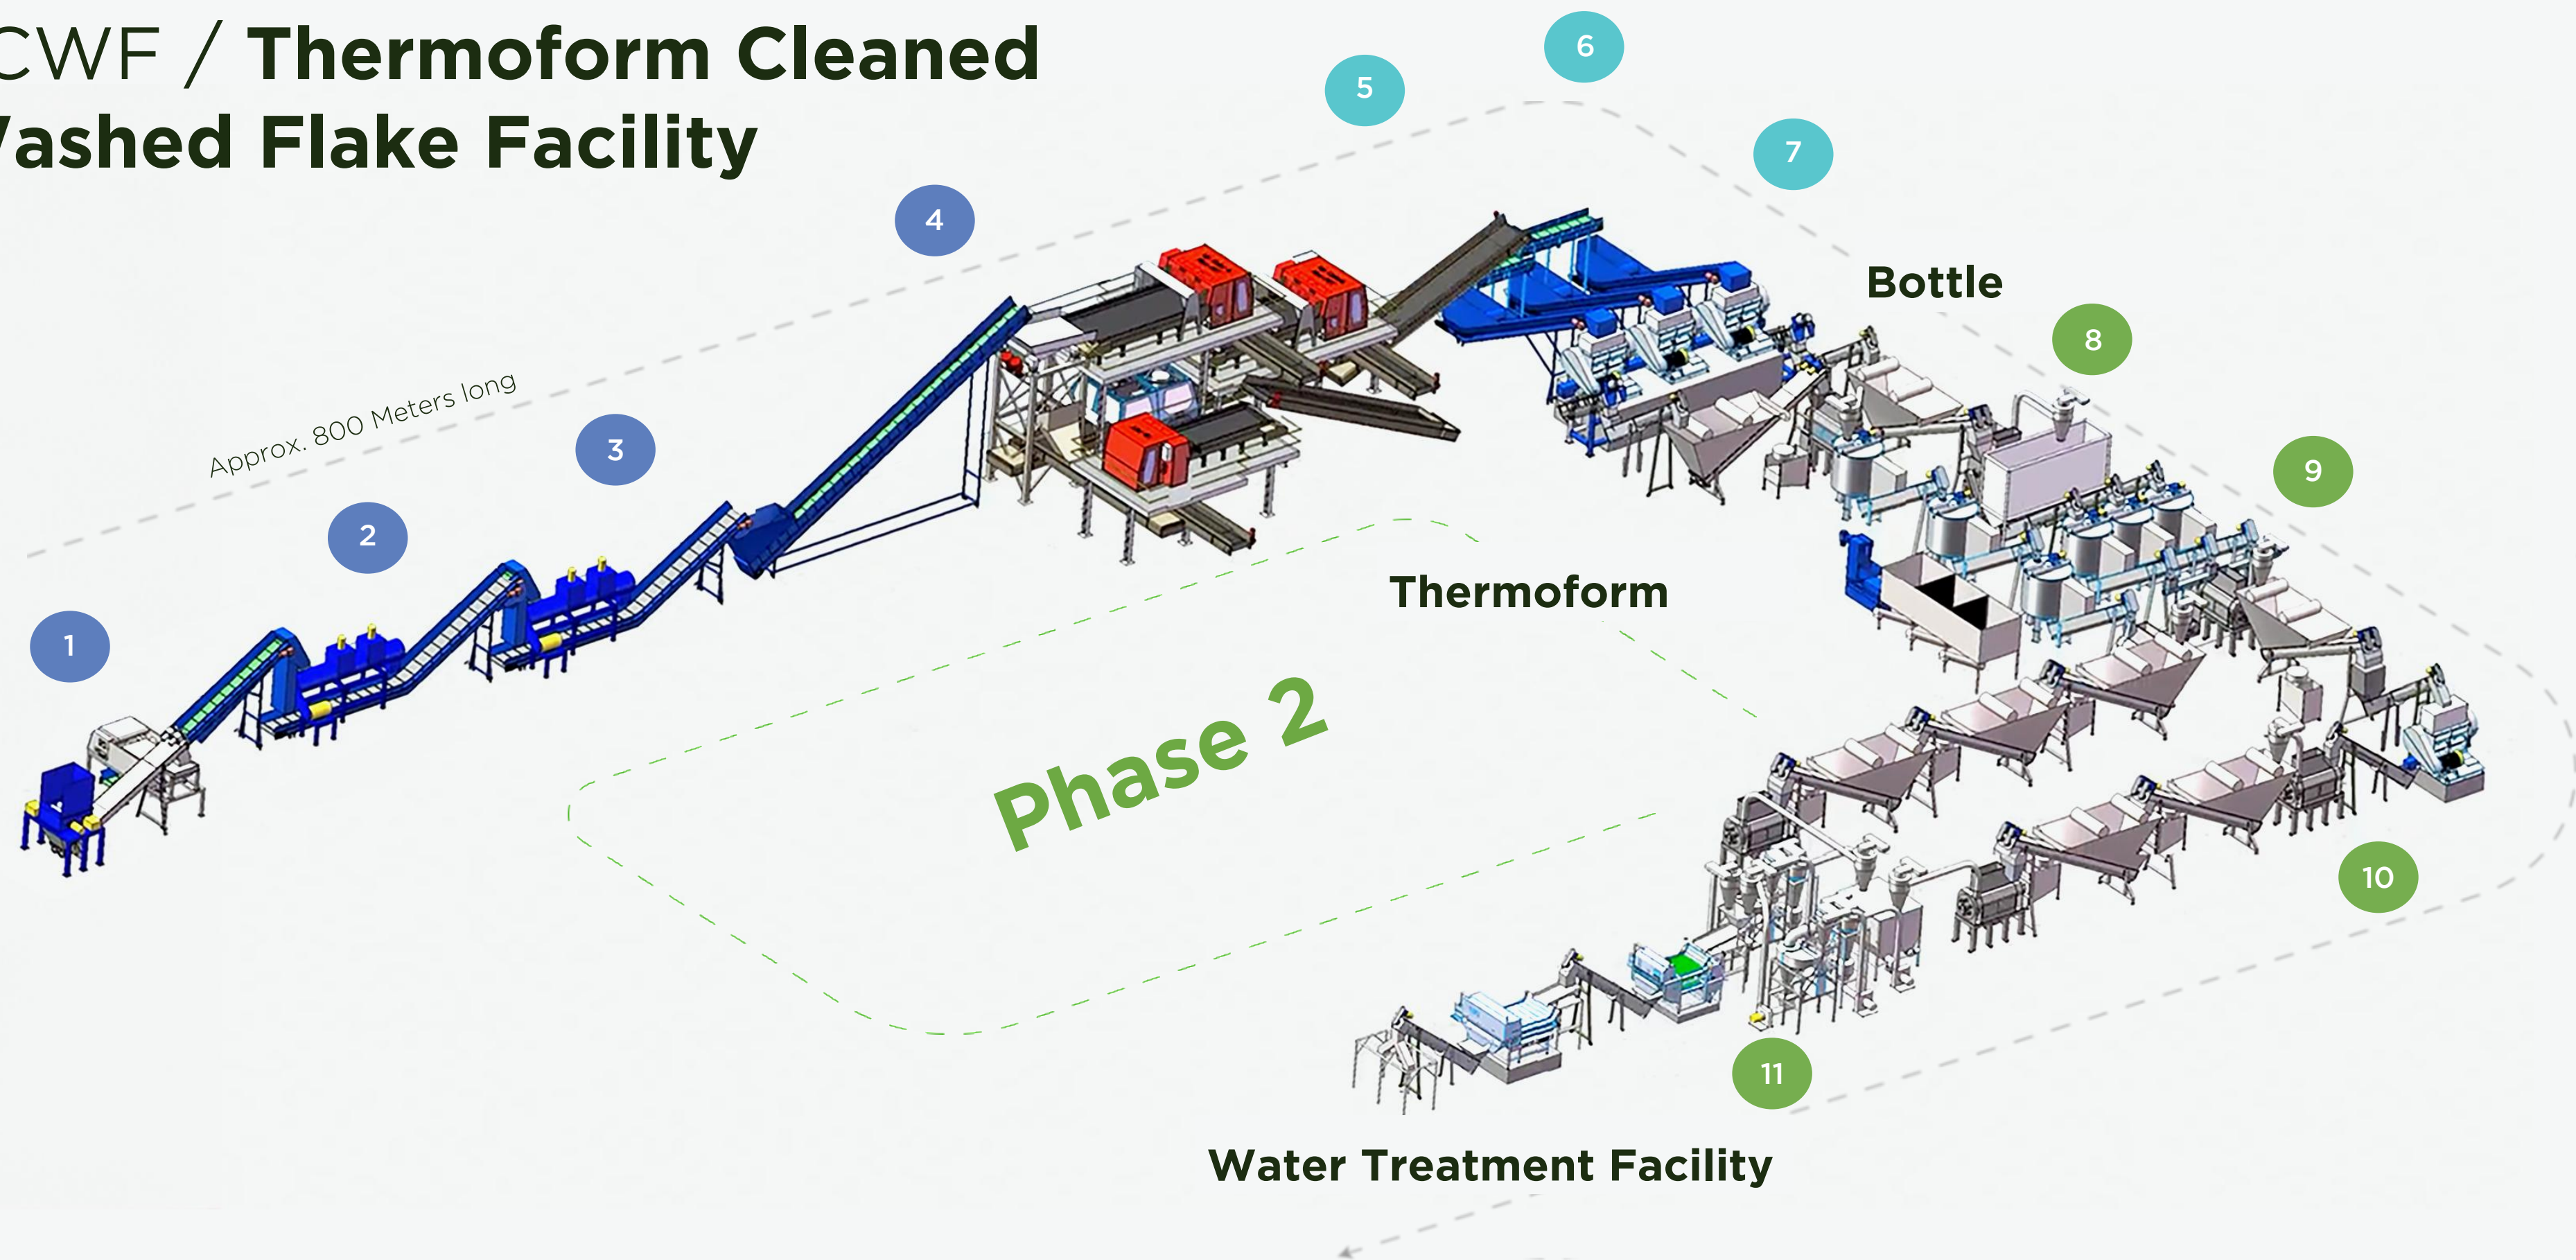 CWF / Thermoform Cleaned
Washed Flake Facility
6
5
7
4
Bottle
8
Approx. 800 Meters long
3
9
2
Thermoform
1
Phase 2
10
11
Water Treatment Facility